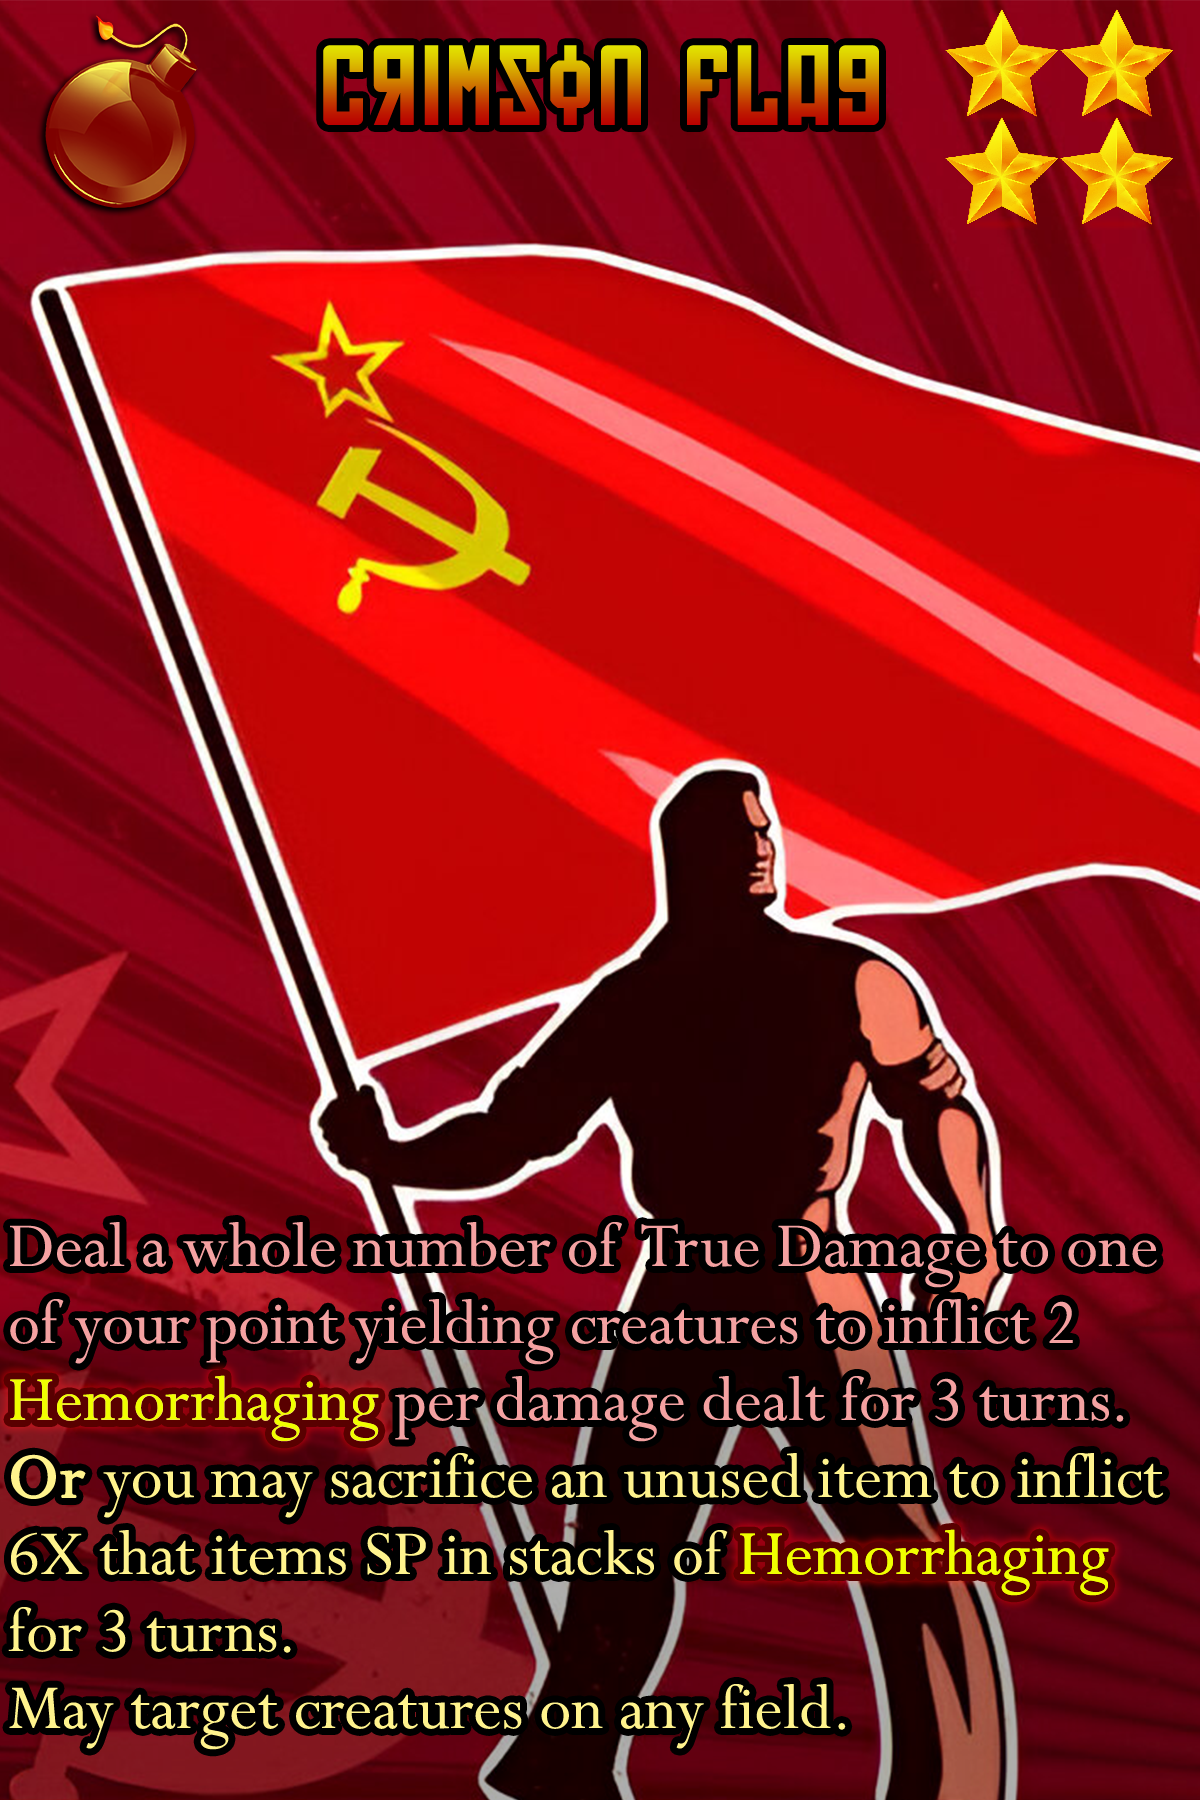 CRIMSON FLAG
Deal a whole number of True Damage to one
of your point yielding creatures to inflict 2
Hemorrhaging per damage dealt for 3 turns.
Or you may sacrifice an unused item to inflict
6X that items SP in stacks of Hemorrhaging
for 3 turns.
May target creatures on any field.